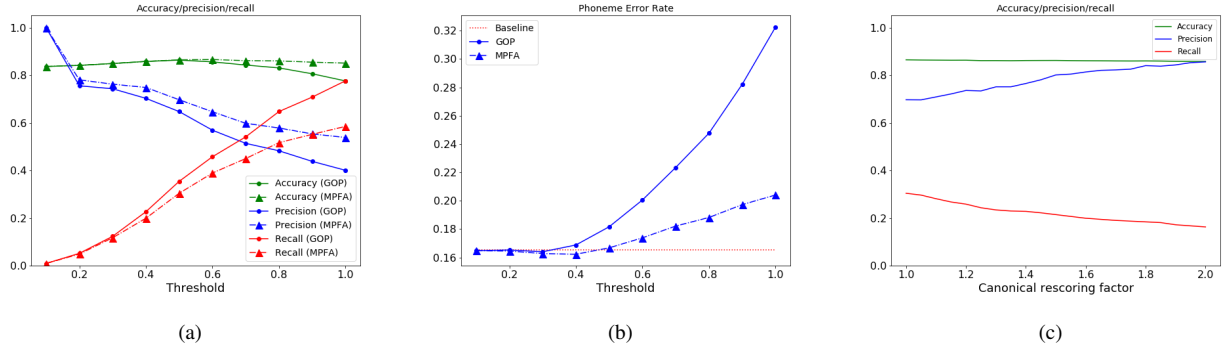 Accuracy/precision/recall
1.0
0.8
0.6
0.4
0.2
0.0
Accuracy (GOP)
Accuracy (MPFA)
Precision (GOP)
Precision (MPFA)
Recall (GOP)
Recall (MPFA)
0.2 0.4 0.6 0.8 1.0
Threshold
(a)
Phoneme Error Rate
0.32
0.30
0.28
0.26
0.24
0.22
0.20
0.18
0.16
Baseline
GOP
MPFA
0.2 0.4 0.6 0.8 1.0
Threshold
(b)
Accuracy/precision/recall
1.0
0.8
0.6
0.4
0.2
0.0
Accuracy
Precision
Recall
1.0 1.2 1.4 1.6 1.8 2.0
Canonical rescoring factor
(c)